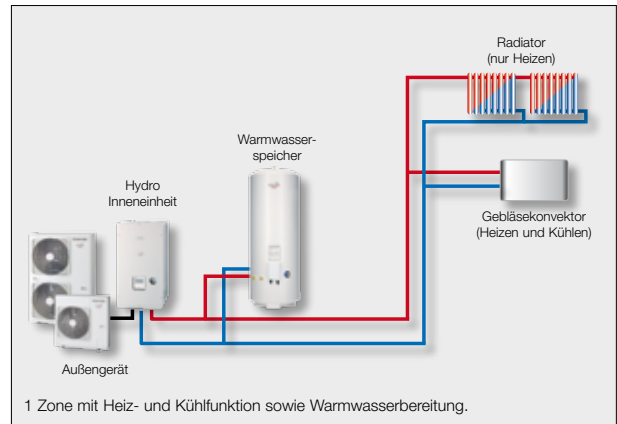 Radiator
(nur Heizen)
Warmwasser-
speicher
Hydro
Inneneinheit
Gebläsekonvektor
(Heizen und Kühlen)
Außengerät
1 Zone mit Heiz- und Kühlfunktion sowie Warmwasserbereitung.